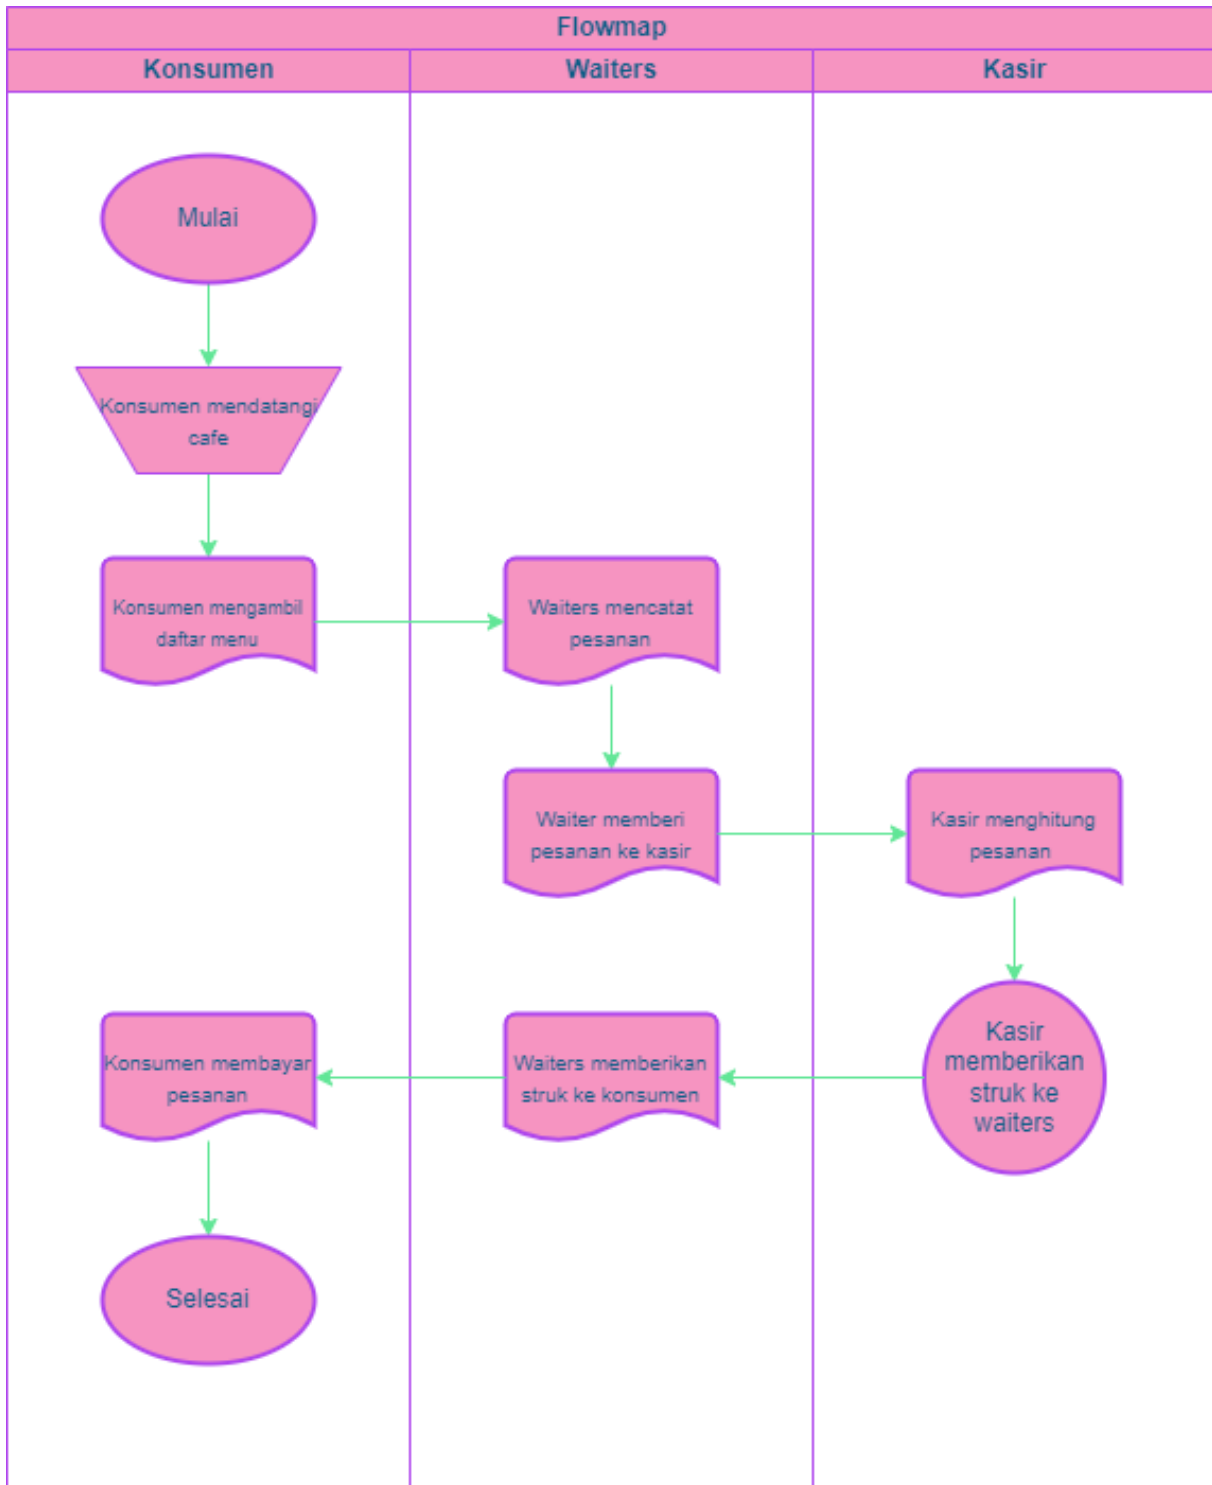 Flowmap
Konsumen
Waiters
Kasir
Mulai
Konsumen mendatangi
cafe
Konsumen mengambil
daftar menu
Waiters mencatat
pesanan
Waiter memberi
pesanan ke kasir
Kasir menghitung
pesanan
Kasir
memberikan
struk ke
waiters
Waiters memberikan
struk ke konsumen
Konsumen membayar
pesanan
Selesai